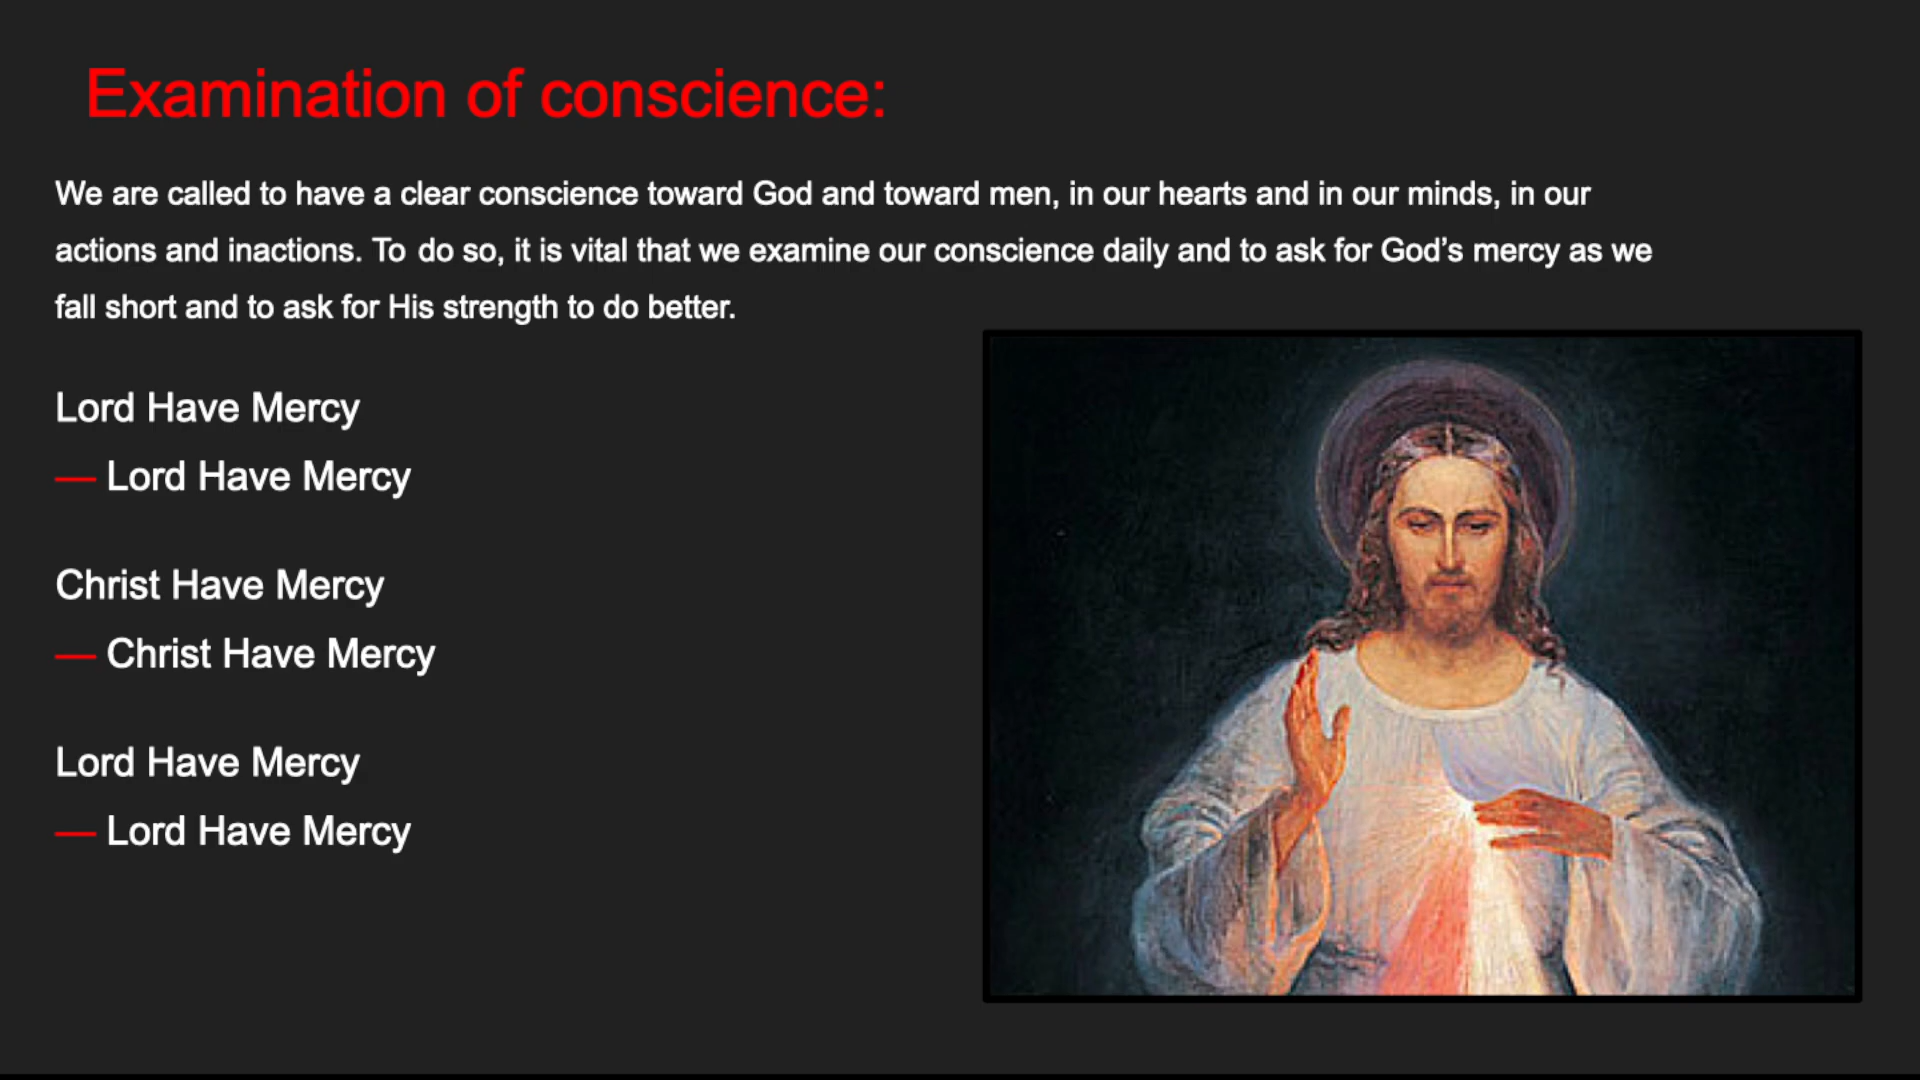 Examination of conscience:
We are called to have a clear conscience toward God and toward men, in our hearts and in our minds, in our
actions and inactions. To do so, it is vital that we examine our conscience daily and to ask for God’s mercy as we
fall short and to ask for His strength to do better.
Lord Have Mercy
— Lord Have Mercy
Christ Have Mercy
— Christ Have Mercy
Lord Have Mercy
— Lord Have Mercy